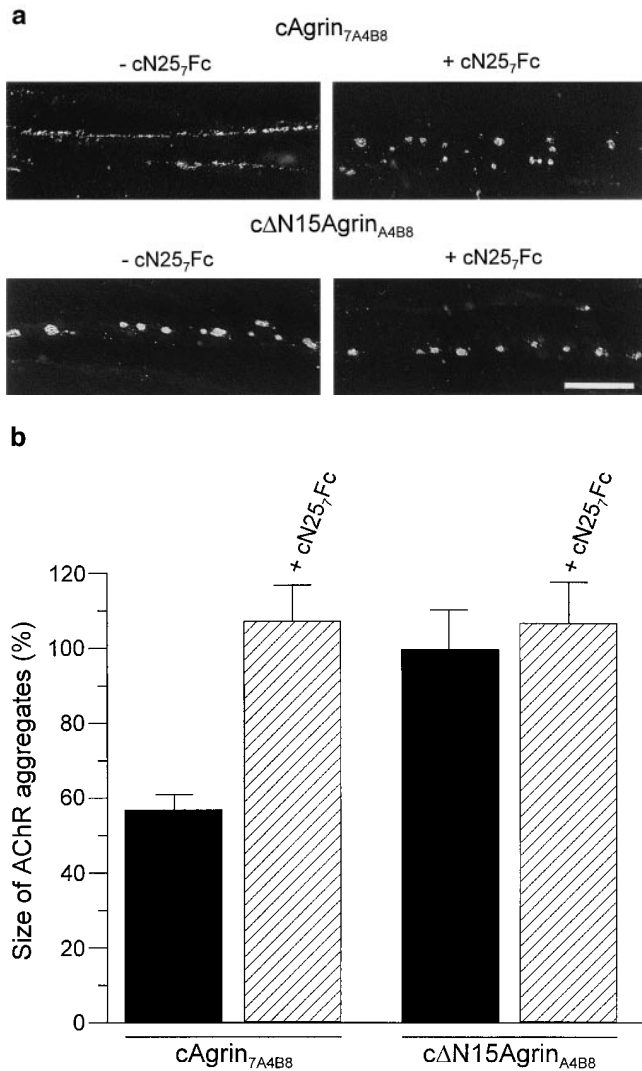 a
cAgrin₇A4B8
- cN25₇Fc + cN25₇Fc
cΔN15AgrinA4B8
- cN25₇Fc + cN25₇Fc
b
+ cN25₇Fc
+ cN25₇Fc
Size of AChR aggregates (%)
120
100
80
60
40
20
0
cAgrin₇A4B8 cΔN15AgrinA4B8